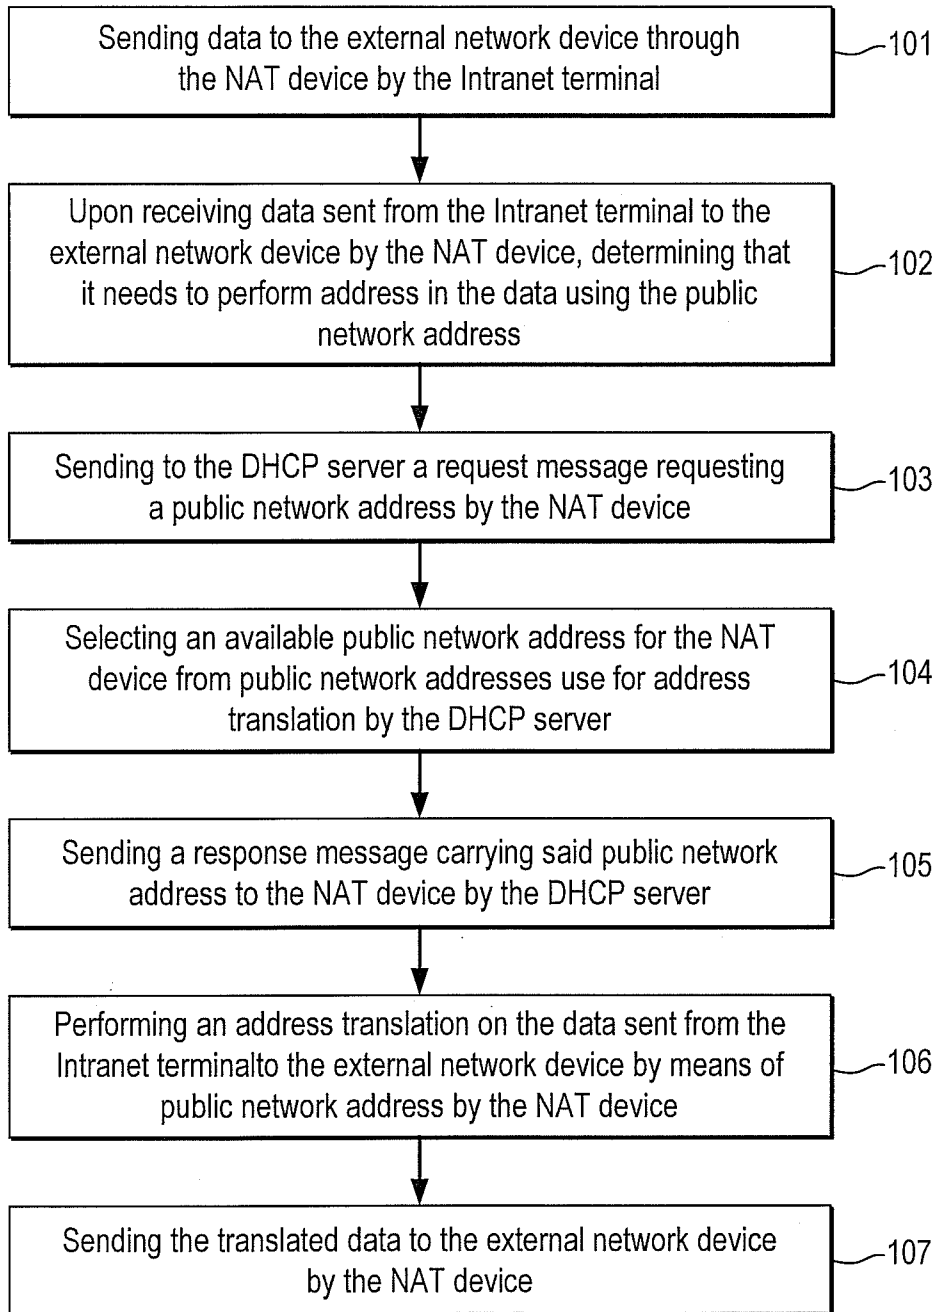 Sending data to the external network device through
the NAT device by the Intranet terminal
101
Upon receiving data sent from the Intranet terminal to the
external network device by the NAT device, determining that
it needs to perform address in the data using the public
network address
102
Sending to the DHCP server a request message requesting
a public network address by the NAT device
103
Selecting an available public network address for the NAT
device from public network addresses use for address
translation by the DHCP server
104
Sending a response message carrying said public network
address to the NAT device by the DHCP server
105
Performing an address translation on the data sent from the
Intranet terminalto the external network device by means of
public network address by the NAT device
106
Sending the translated data to the external network device
by the NAT device
107